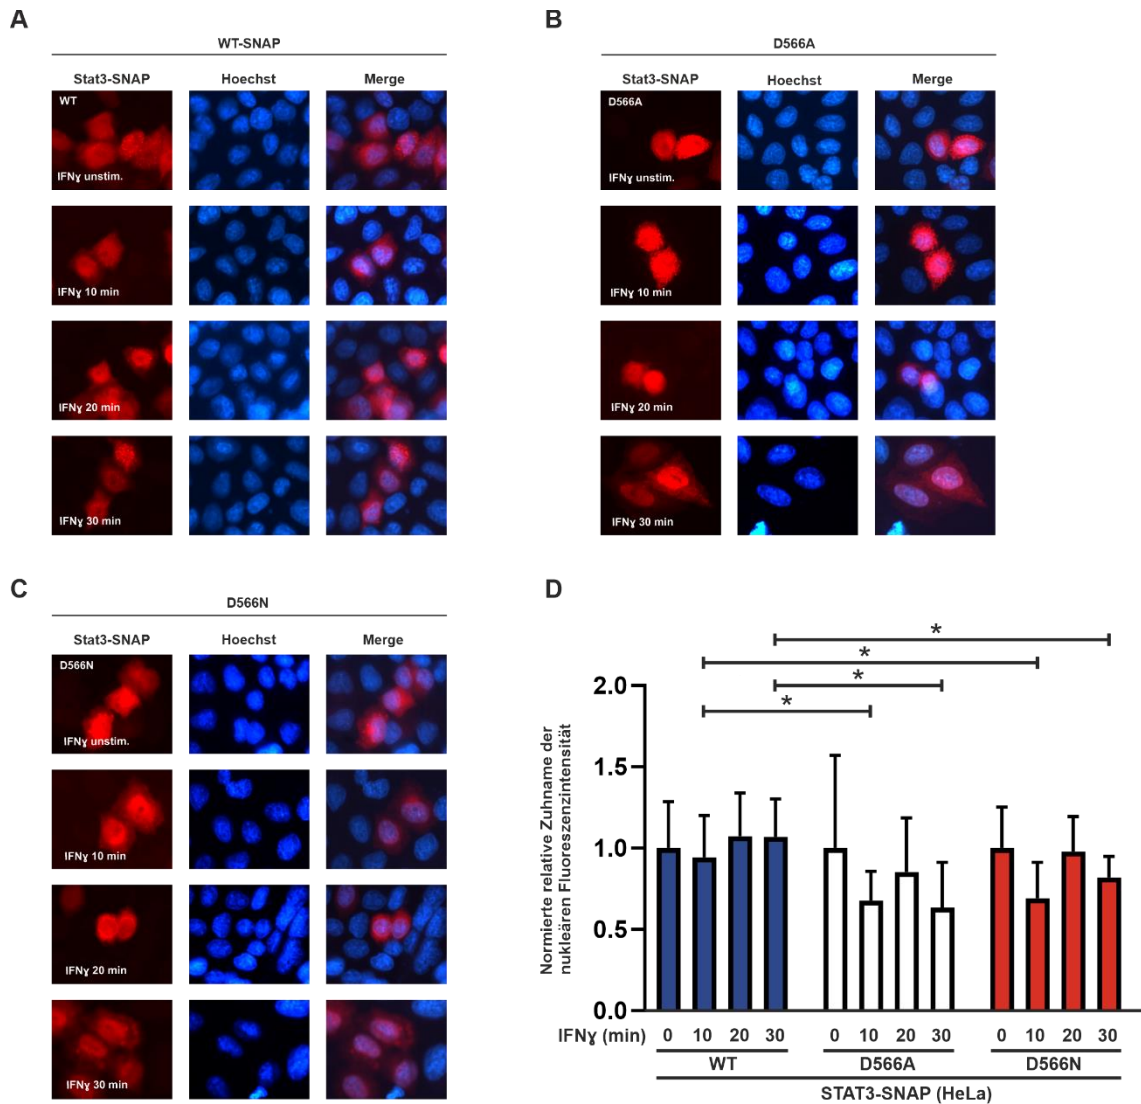 A
WT-SNAP
Stat3-SNAP Hoechst Merge
WT
IFNɣ unstim.
IFNɣ 10 min
IFNɣ 20 min
IFNɣ 30 min
B
D566A
Stat3-SNAP Hoechst Merge
D566A
IFNɣ unstim.
IFNɣ 10 min
IFNɣ 20 min
IFNɣ 30 min
C
D566N
Stat3-SNAP Hoechst Merge
D566N
IFNɣ unstim.
IFNɣ 10 min
IFNɣ 20 min
IFNɣ 30 min
D
*
*
*
*
Normierte relative Zuhname der
nukleären Fluoreszenzintensität
2.0
1.5
1.0
0.5
0.0
IFNɣ (min) 0 10 20 30 0 10 20 30 0 10 20 30
WT D566A D566N
STAT3-SNAP (HeLa)